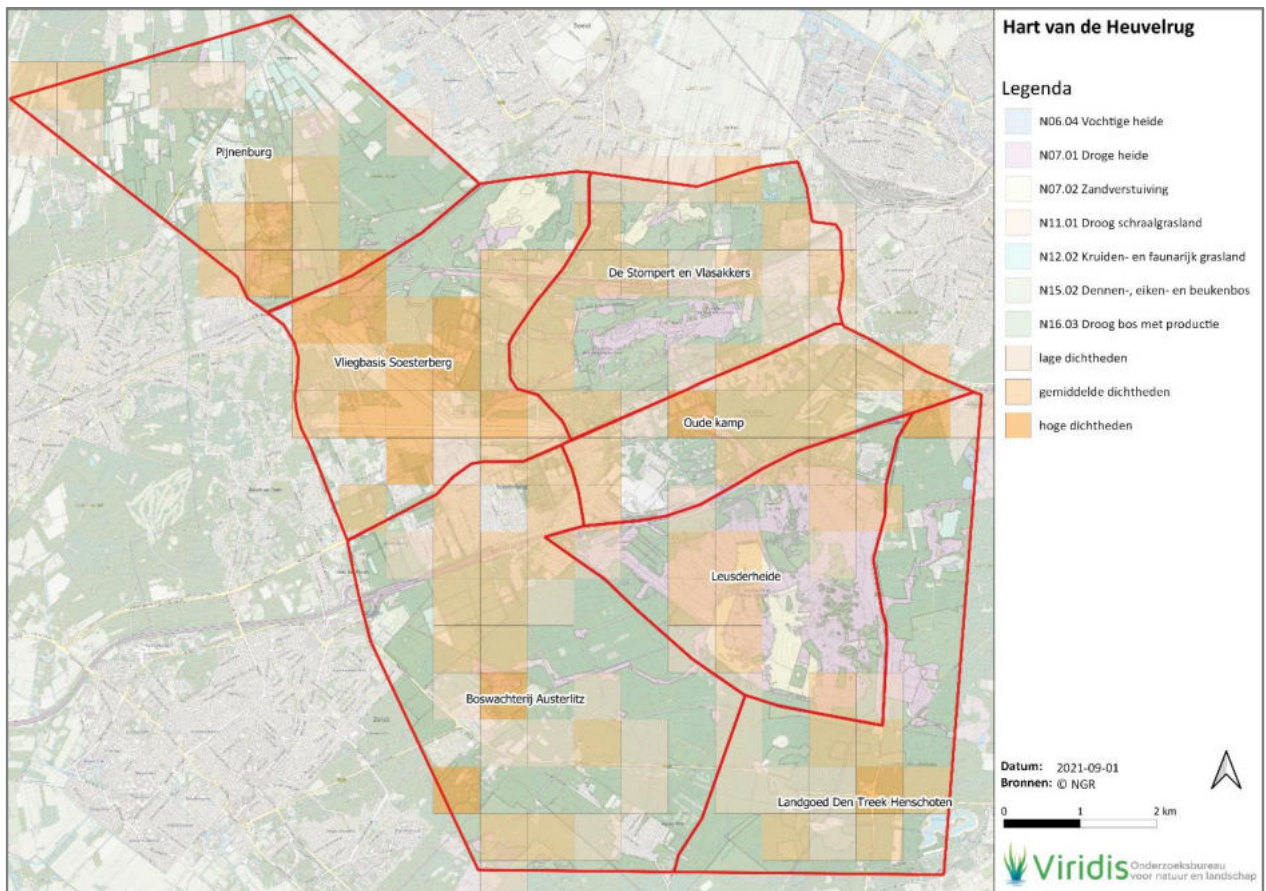 Hart van de Heuvelrug
Legenda
N06.04 Vochtige heide
N07.01 Droge heide
N07.02 Zandverstuiving
N11.01 Droog schraalgrasland
N12.02 Kruiden- en faunarijk grasland
N15.02 Dennen-, eiken- en beukenbos
N16.03 Droog bos met productie
lage dichtheden
gemiddelde dichtheden
hoge dichtheden
Pijnenburg
De Stompert en Vlasakkers
Vliegbasis Soesterberg
Oude kamp
Leusderheide
Boswachterij Austerlitz
Landgoed Den Treek Henschoten
Datum: 2021-09-01
Bronnen: © NGR
0 1 2 km
Viridis Onderzoeksbureau
voor natuur en landschap